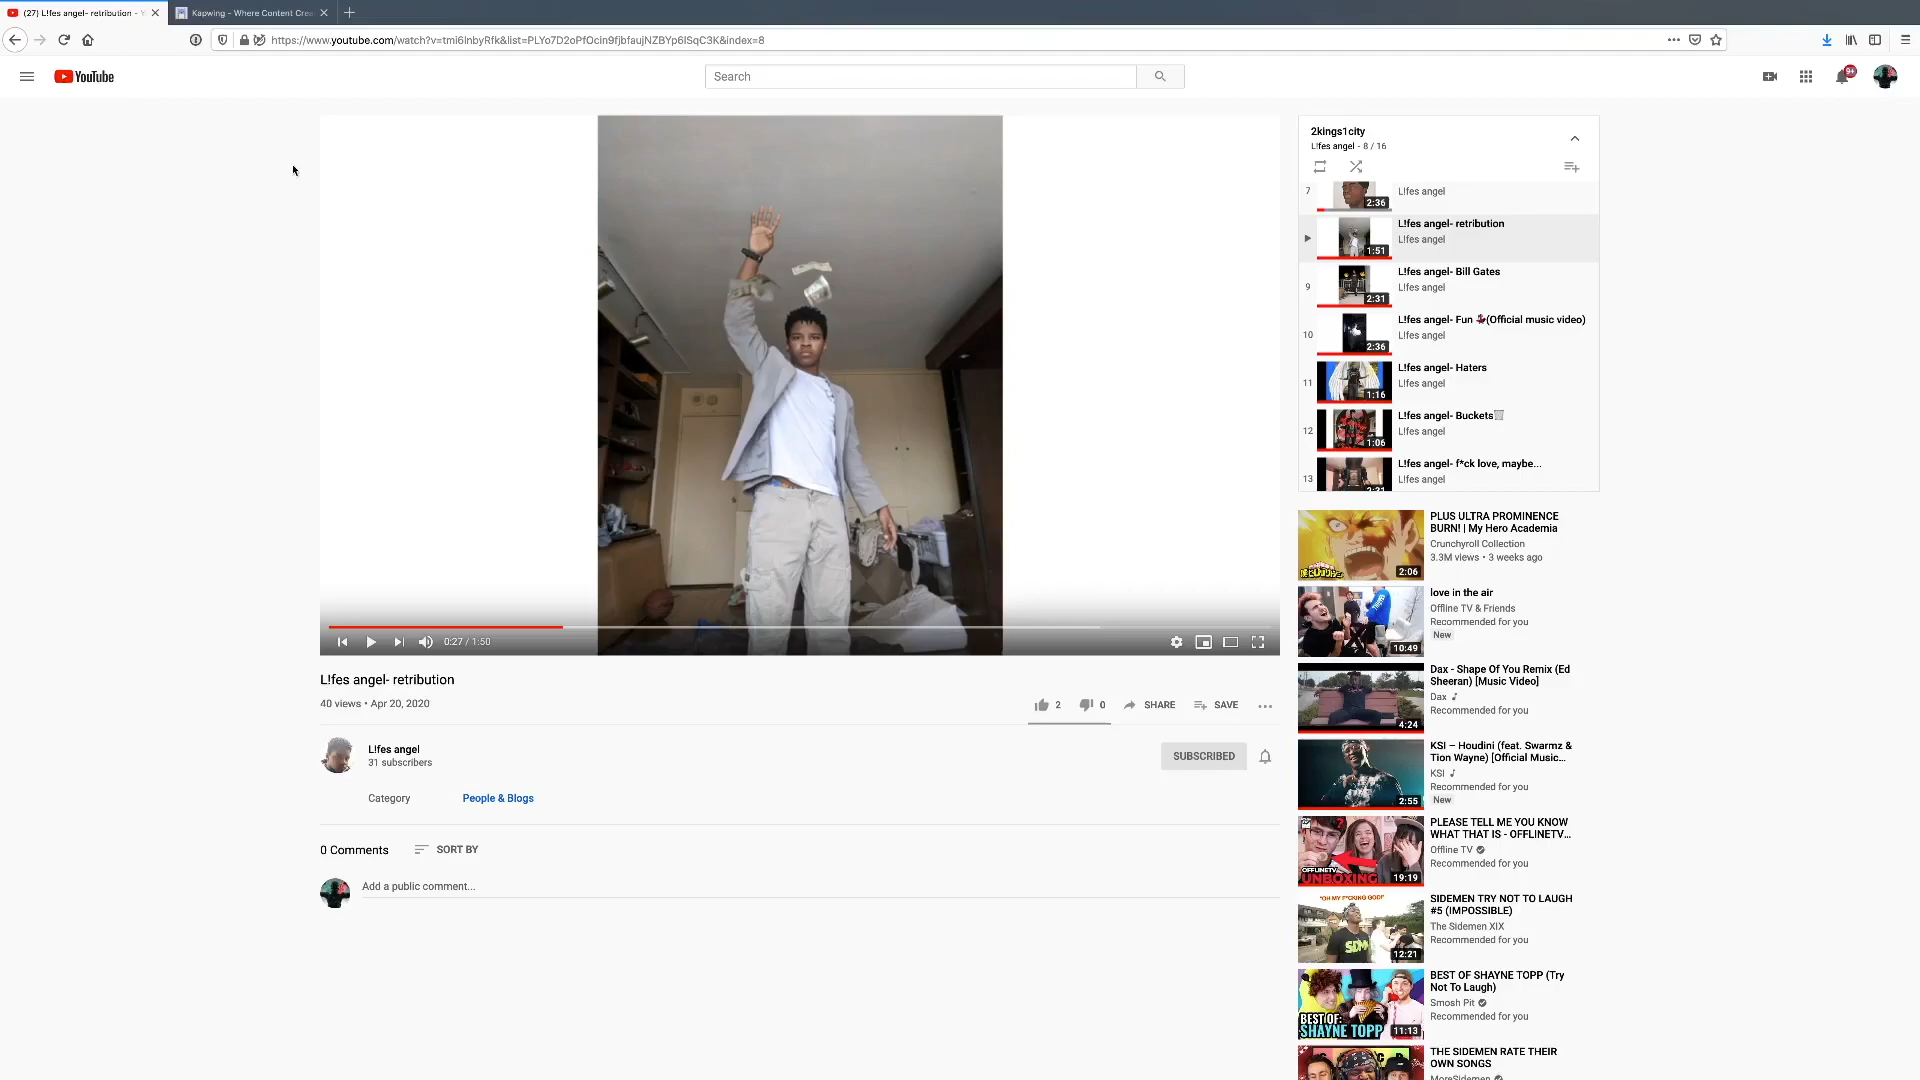 (27) L!fes angel- retribution - Y
Kapwing - Where Content Crea
https://www.youtube.com/watch?v=tmi6InbyRfk&list=PLYo7D2oPfOcin9fjbfaujNZBYp6ISqC3K&index=8
YouTube
Search
9+
0:27 / 1:50
L!fes angel- retribution
40 views • Apr 20, 2020
2
0
SHARE
SAVE
L!fes angel
31 subscribers
SUBSCRIBED
Category
People & Blogs
0 Comments
SORT BY
Add a public comment...
2kings1city
L!fes angel - 8 / 16
7
2:36
L!fes angel
L!fes angel- retribution
L!fes angel
1:51
9
L!fes angel- Bill Gates
L!fes angel
2:31
10
L!fes angel- Fun 💃(Official music video)
L!fes angel
2:36
11
L!fes angel- Haters
L!fes angel
1:16
12
L!fes angel- Buckets🗑
L!fes angel
1:06
13
L!fes angel- f*ck love, maybe...
L!fes angel
2:31
PLUS ULTRA PROMINENCE
BURN! | My Hero Academia
Crunchyroll Collection
3.3M views • 3 weeks ago
2:06
love in the air
Offline TV & Friends
Recommended for you
New
10:49
Dax - Shape Of You Remix (Ed
Sheeran) [Music Video]
Dax
Recommended for you
4:24
KSI – Houdini (feat. Swarmz &
Tion Wayne) [Official Music...
KSI
Recommended for you
New
2:55
PLEASE TELL ME YOU KNOW
WHAT THAT IS - OFFLINETV...
Offline TV
Recommended for you
OFFLINETV
UNBOXING
19:19
SIDEMEN TRY NOT TO LAUGH
#5 (IMPOSSIBLE)
The Sidemen XIX
Recommended for you
"OH MY F*CKING GOD!"
SDMN
12:21
BEST OF SHAYNE TOPP (Try
Not To Laugh)
Smosh Pit
Recommended for you
BEST OF:
SHAYNE TOPP
11:13
THE SIDEMEN RATE THEIR
OWN SONGS
MoreSidemen